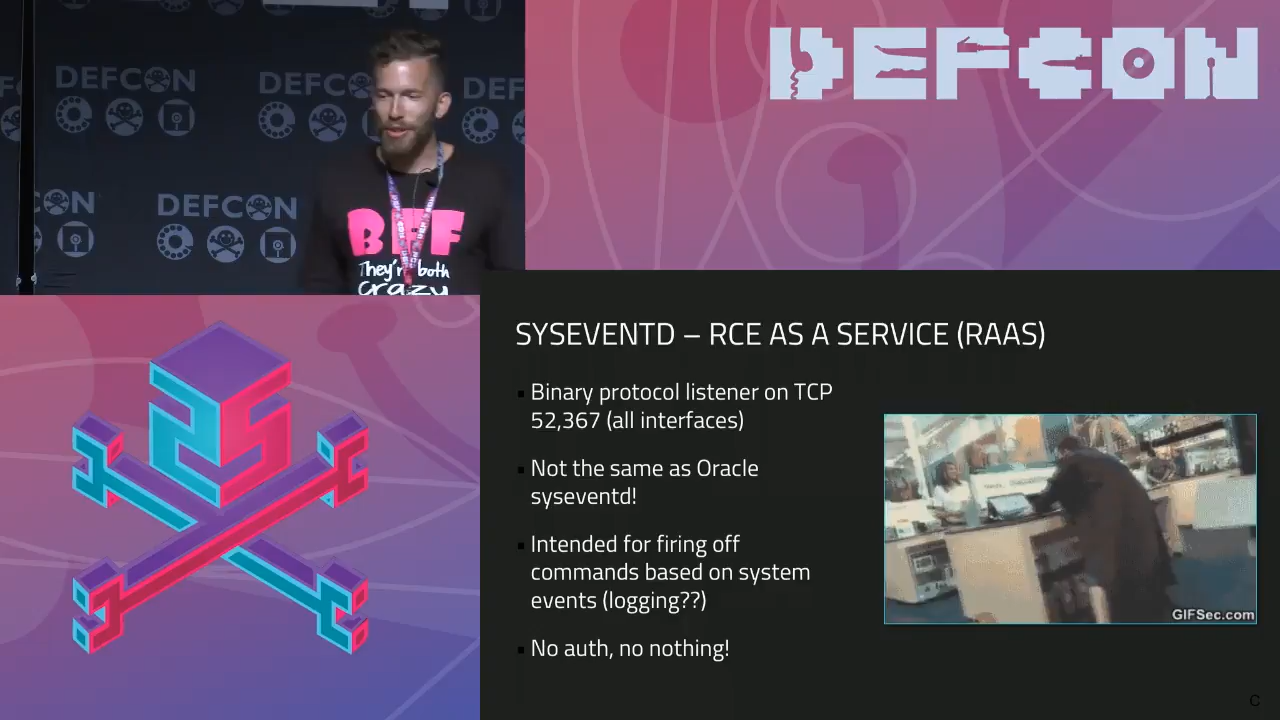 DEFCON
DEFCON
DEF
CON
DEFCON
BFF
They're both
crazy
DEFCON
SYSEVENTD – RCE AS A SERVICE (RAAS)
Binary protocol listener on TCP
52,367 (all interfaces)
Not the same as Oracle
syseventd!
Intended for firing off
commands based on system
events (logging??)
No auth, no nothing!
GIFSec.com
C